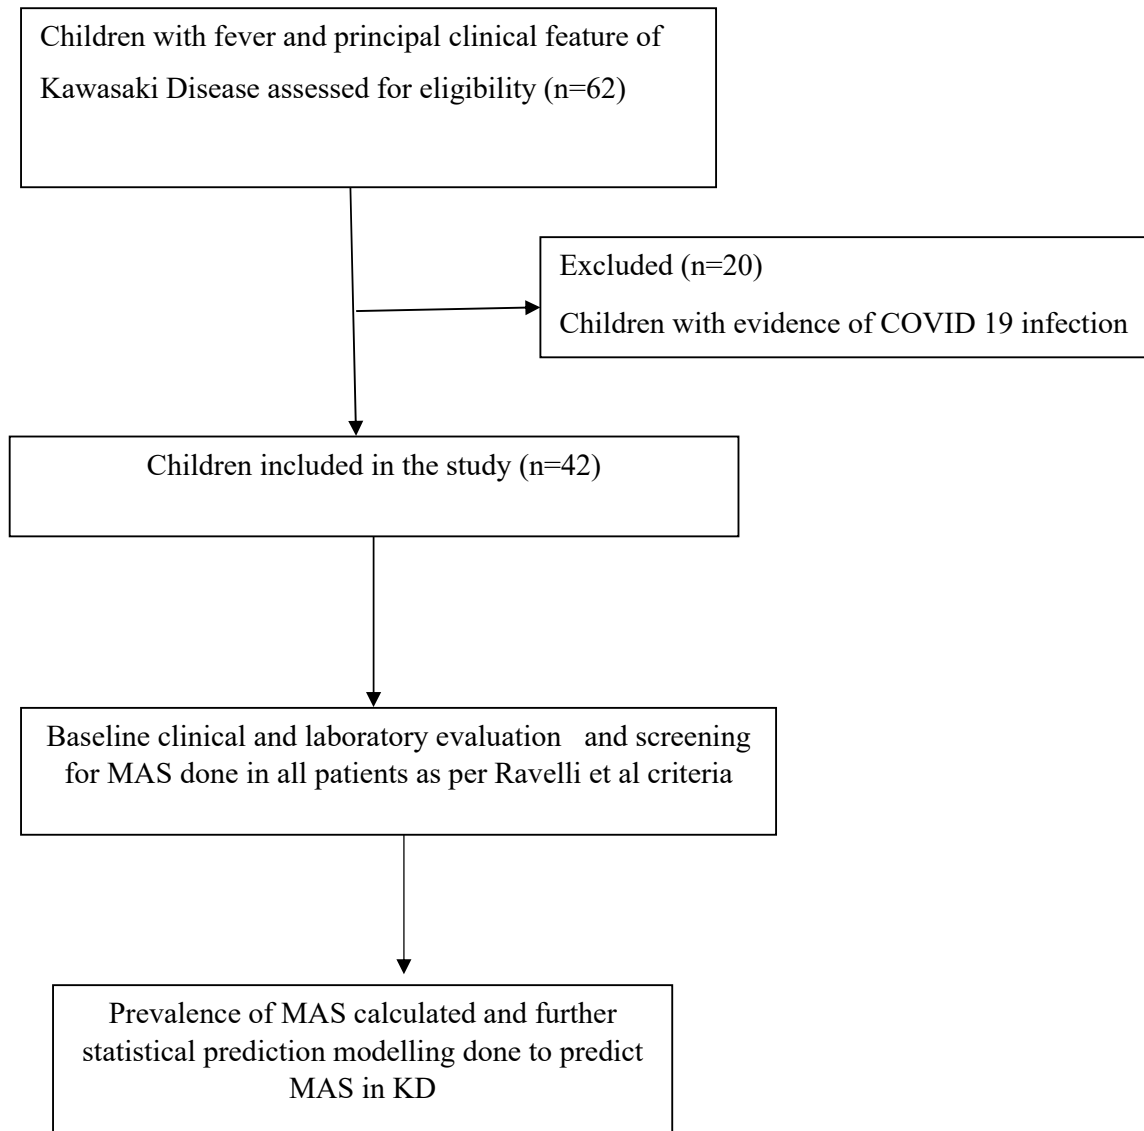 Children with fever and principal clinical feature of
Kawasaki Disease assessed for eligibility (n=62)
Excluded (n=20)
Children with evidence of COVID 19 infection
Children included in the study (n=42)
Baseline clinical and laboratory evaluation and screening
for MAS done in all patients as per Ravelli et al criteria
Prevalence of MAS calculated and further
statistical prediction modelling done to predict
MAS in KD